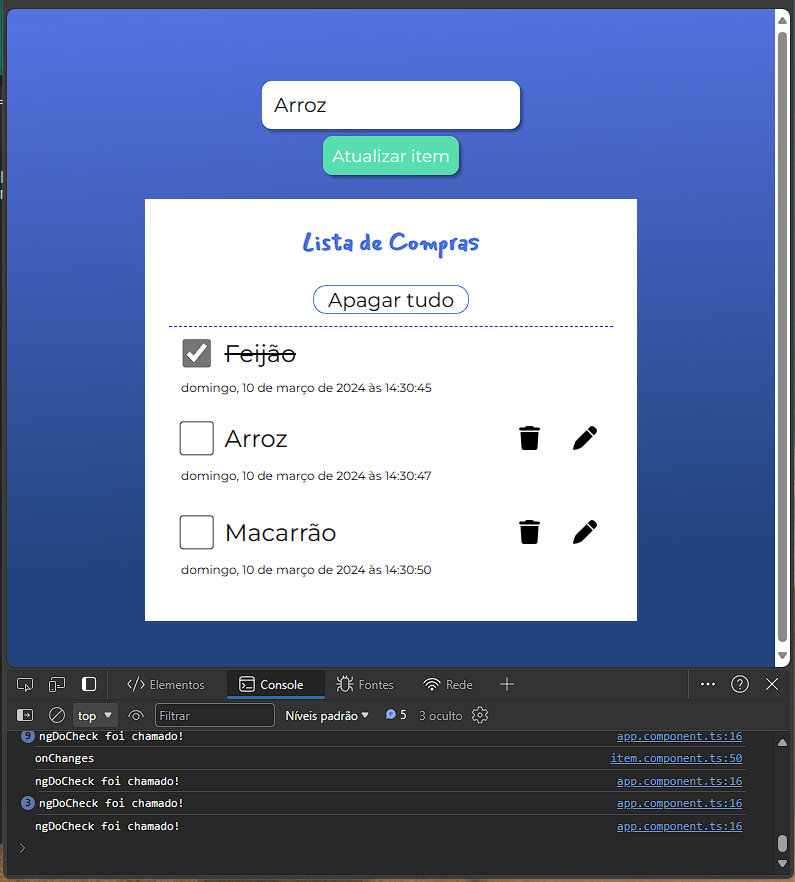 Arroz
Atualizar item
Lista de Compras
Apagar tudo
Feijão
domingo, 10 de março de 2024 às 14:30:45
Arroz
domingo, 10 de março de 2024 às 14:30:47
Macarrão
domingo, 10 de março de 2024 às 14:30:50
</> Elementos Console Fontes Rede
top Filtrar Níveis padrão 5 3 oculto
9 ngDoCheck foi chamado! app.component.ts:16
onChanges item.component.ts:50
ngDoCheck foi chamado! app.component.ts:16
3 ngDoCheck foi chamado! app.component.ts:16
ngDoCheck foi chamado! app.component.ts:16